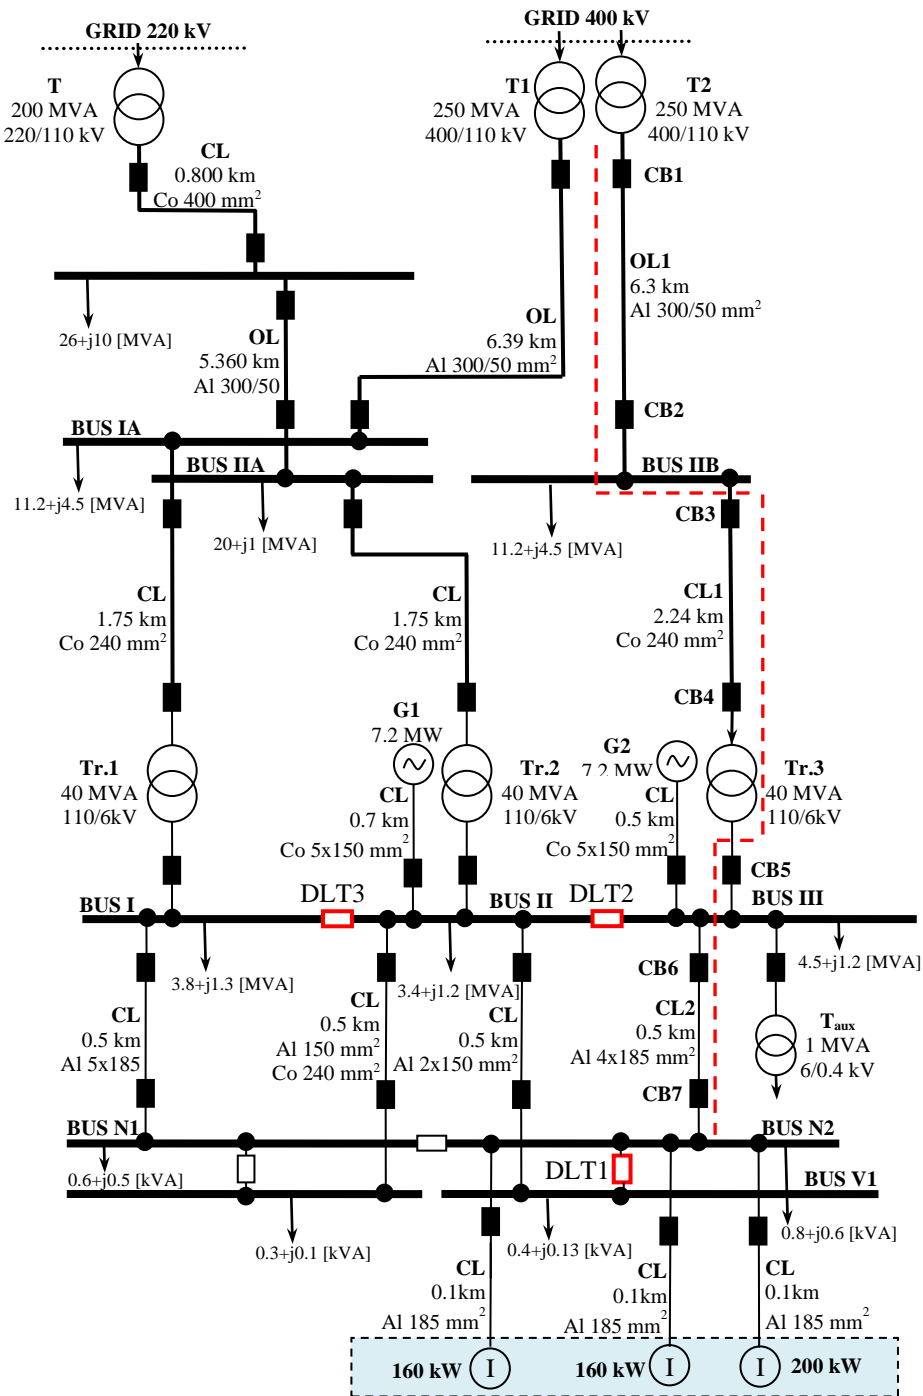 GRID 220 kV
GRID 400 kV
T
200 MVA
220/110 kV
T1
250 MVA
400/110 kV
T2
250 MVA
400/110 kV
CL
0.800 km
Co 400 mm²
CB1
OL1
6.3 km
Al 300/50 mm²
26+j10 [MVA]
OL
5.360 km
Al 300/50
OL
6.39 km
Al 300/50 mm²
CB2
BUS IA
BUS IIA
BUS IIB
11.2+j4.5 [MVA]
20+j1 [MVA]
11.2+j4.5 [MVA]
CB3
CL
1.75 km
Co 240 mm²
CL
1.75 km
Co 240 mm²
CL1
2.24 km
Co 240 mm²
CB4
G1
7.2 MW
G2
7.2 MW
Tr.1
40 MVA
110/6kV
Tr.2
40 MVA
110/6kV
Tr.3
40 MVA
110/6kV
CL
0.7 km
Co 5x150 mm²
CL
0.5 km
Co 5x150 mm²
CB5
BUS I
DLT3
BUS II
DLT2
BUS III
3.8+j1.3 [MVA]
3.4+j1.2 [MVA]
4.5+j1.2 [MVA]
CB6
CL
0.5 km
Al 5x185
CL
0.5 km
Al 150 mm²
Co 240 mm²
CL
0.5 km
Al 2x150 mm²
CL2
0.5 km
Al 4x185 mm²
Taux
1 MVA
6/0.4 kV
CB7
BUS N1
BUS N2
0.6+j0.5 [kVA]
DLT1
BUS V1
0.3+j0.1 [kVA]
0.4+j0.13 [kVA]
0.8+j0.6 [kVA]
CL
0.1km
Al 185 mm²
CL
0.1km
Al 185 mm²
CL
0.1km
Al 185 mm²
160 kW
I
160 kW
I
I
200 kW